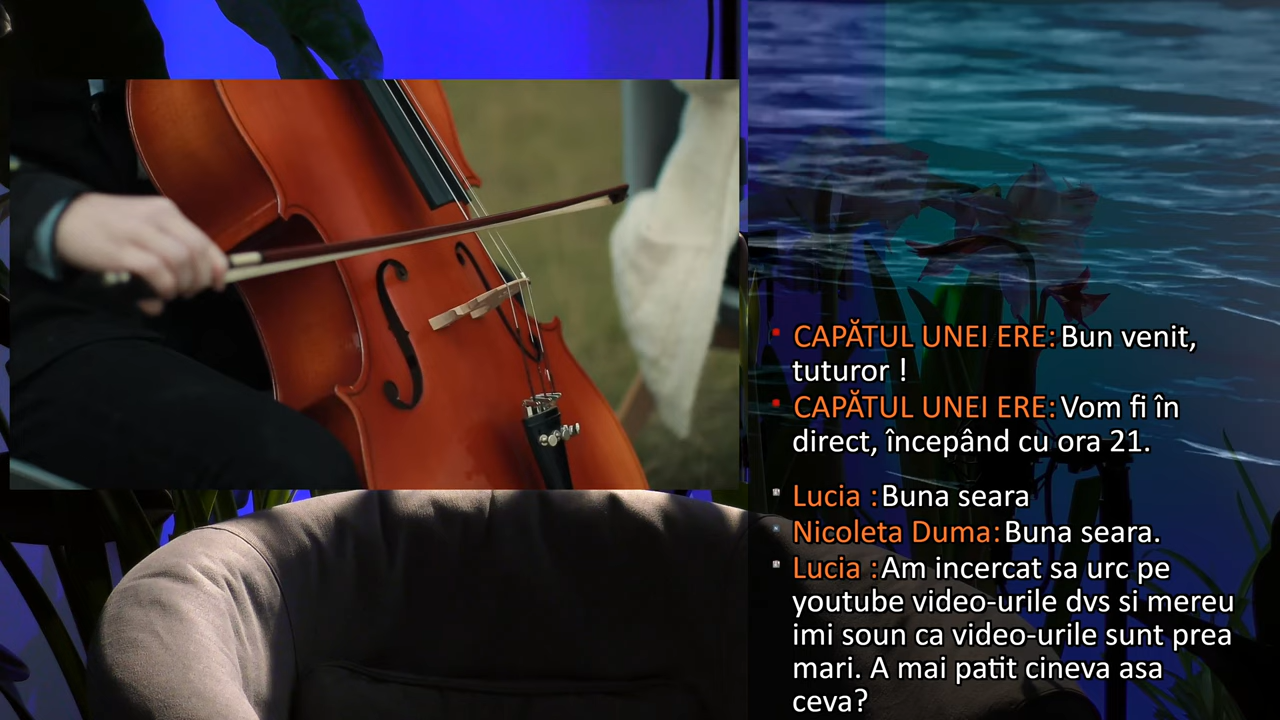 CAPĂTUL UNEI ERE: Bun venit,
tuturor !
CAPĂTUL UNEI ERE: Vom fi în
direct, începând cu ora 21.
Lucia : Buna seara
Nicoleta Duma: Buna seara.
Lucia : Am incercat sa urc pe
youtube video-urile dvs si mereu
imi soun ca video-urile sunt prea
mari. A mai patit cineva asa
ceva?